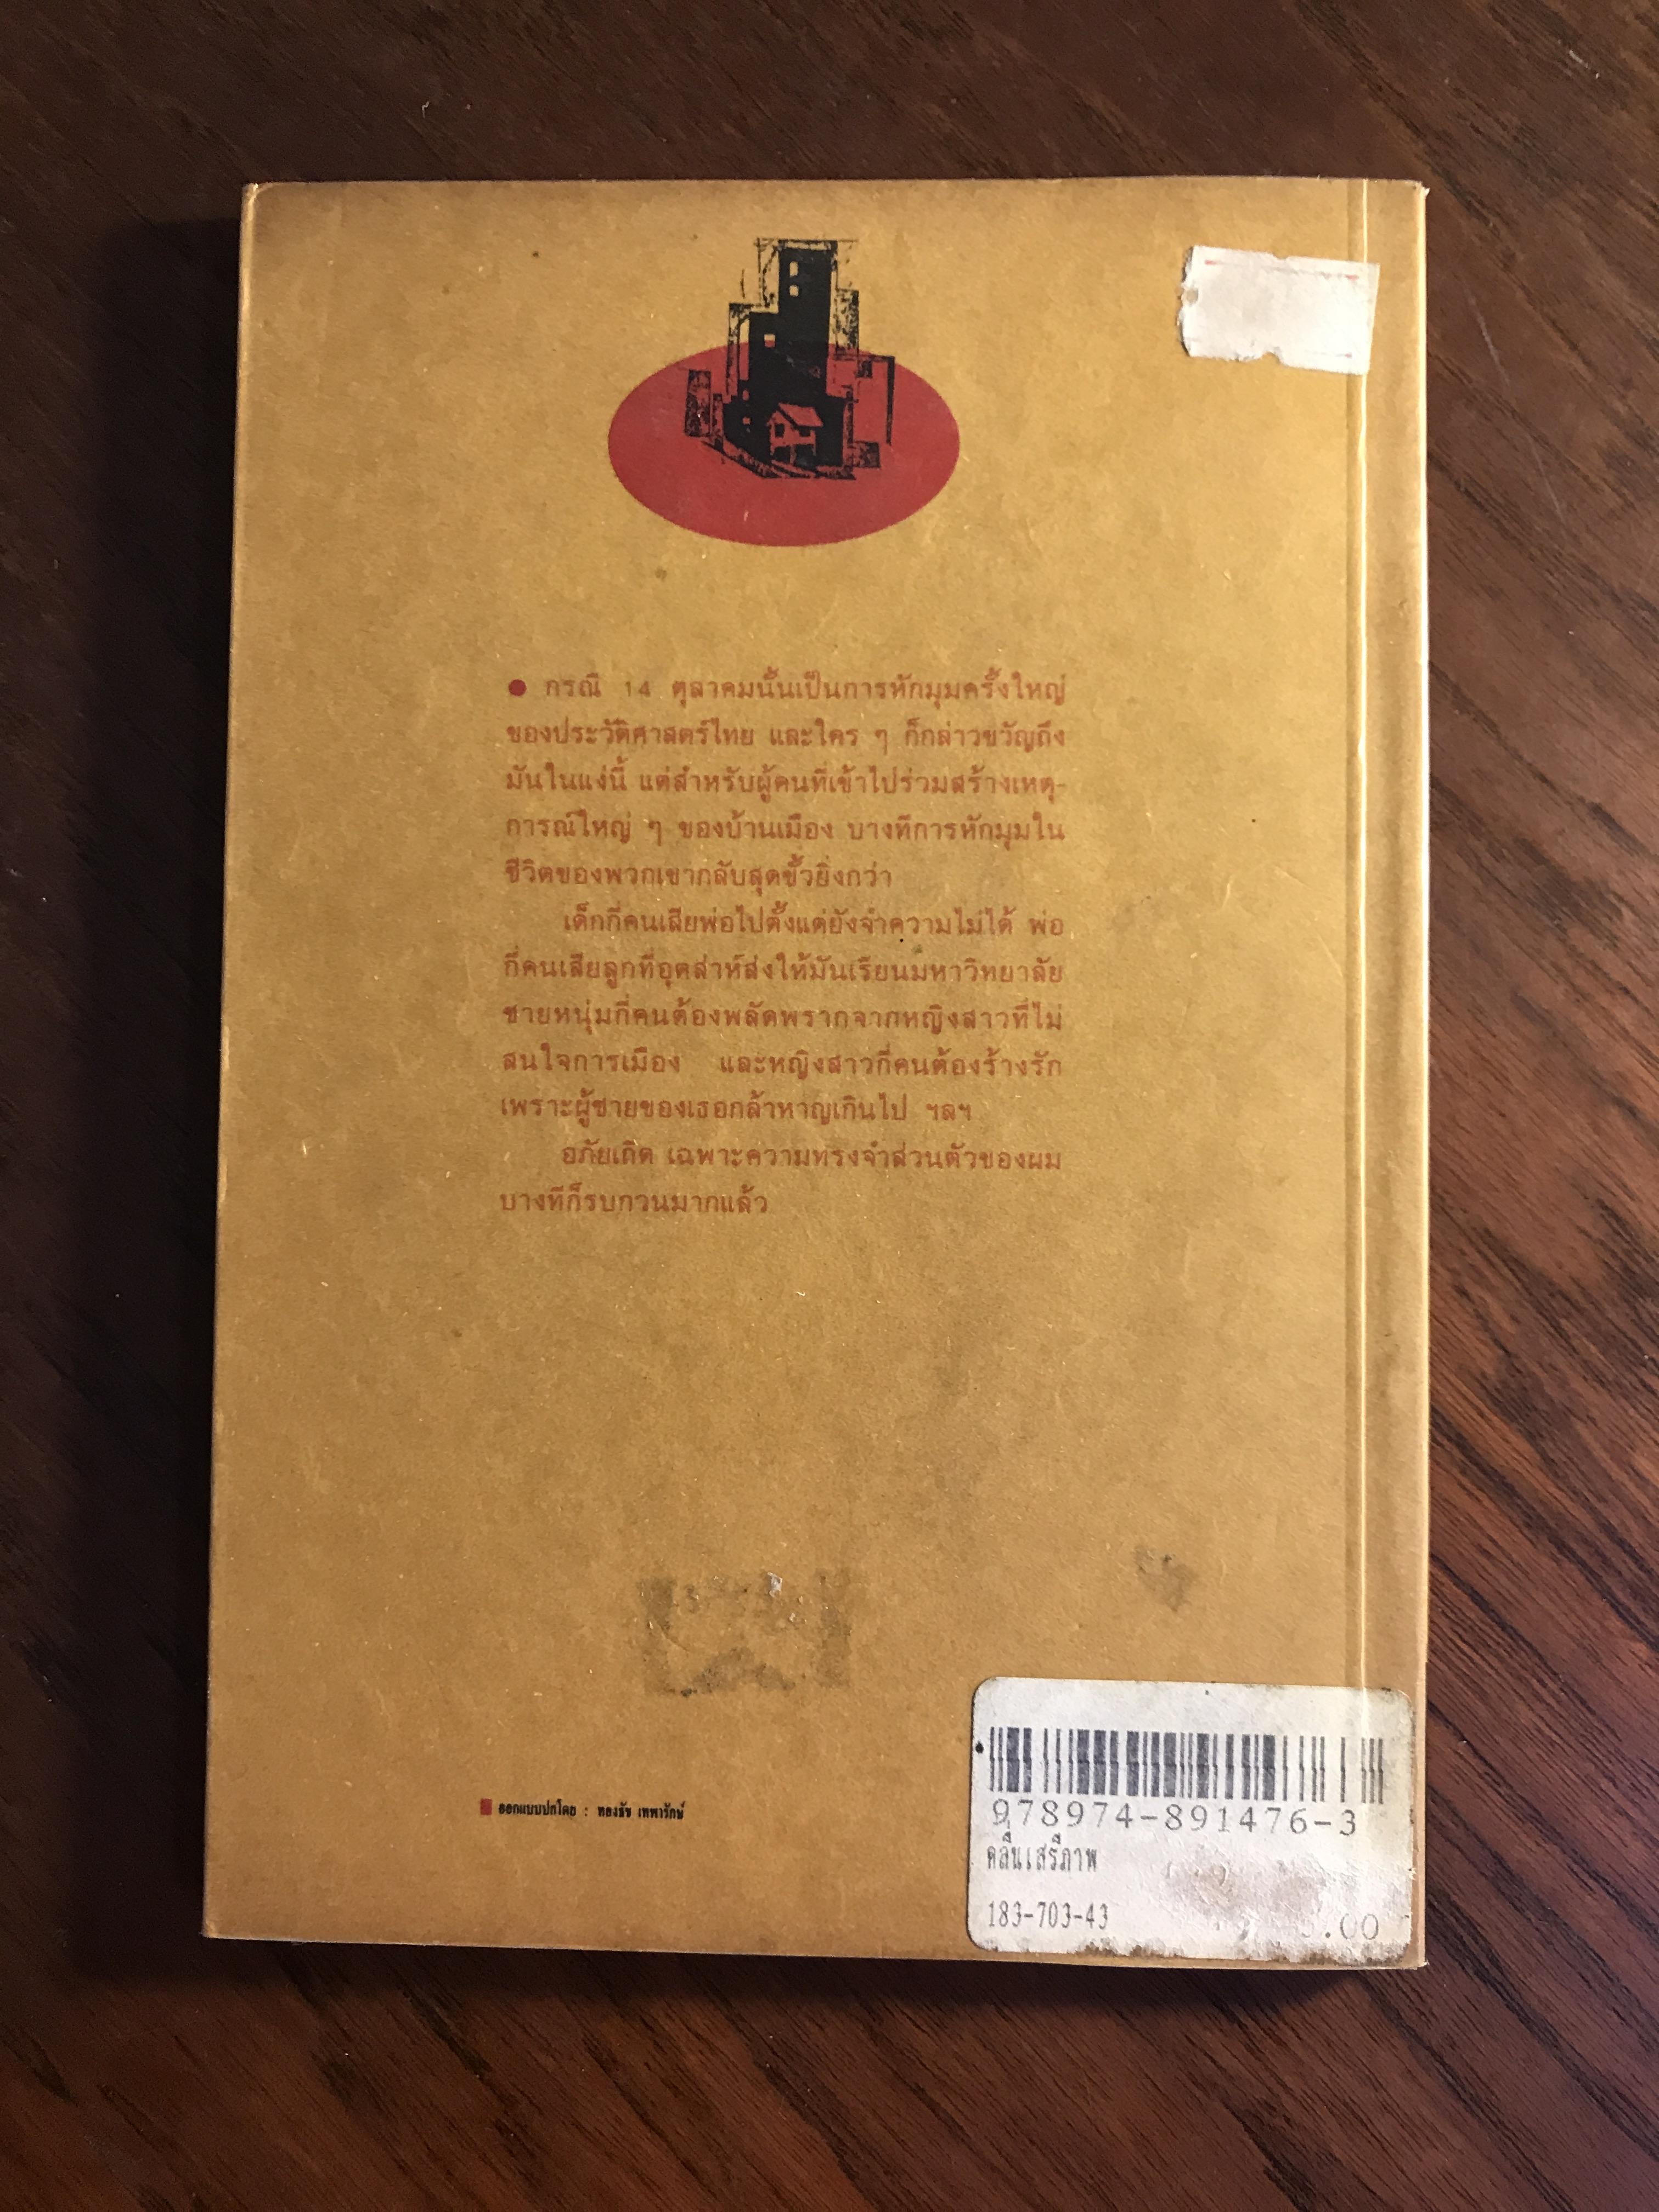 ● กรณี 14 ตุลาคมนั้นเป็นการหักมุมครั้งใหญ่
ของประวัติศาสตร์ไทย และใคร ๆ ก็กล่าวขวัญถึง
มันในแง่นี้ แต่สำหรับผู้คนที่เข้าไปร่วมสร้างเหตุ-
การณ์ใหญ่ ๆ ของบ้านเมือง บางทีการหักมุมใน
ชีวิตของพวกเขากลับสุดขั้วยิ่งกว่า
เด็กกี่คนเสียพ่อไปตั้งแต่ยังจำความไม่ได้ พ่อ
กี่คนเสียลูกที่อุตส่าห์ส่งให้มันเรียนมหาวิทยาลัย
ชายหนุ่มกี่คนต้องพลัดพรากจากหญิงสาวที่ไม่
สนใจการเมือง และหญิงสาวกี่คนต้องร้างรัก
เพราะผู้ชายของเธอกล้าหาญเกินไป ฯลฯ
อภัยเถิด เฉพาะความทรงจำส่วนตัวของผม
บางทีก็รบกวนมากแล้ว
ออกแบบปกโดย : ทองธัช เทพารักษ์
978974-891476-3
คลื่นเสรีภาพ
183-703-43
.00